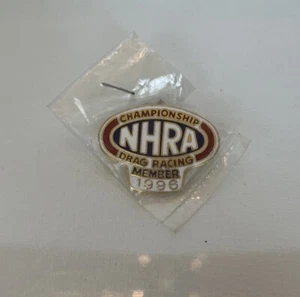 CHAMPIONSHIP
NHRA
DRAG RACING
MEMBER
1996